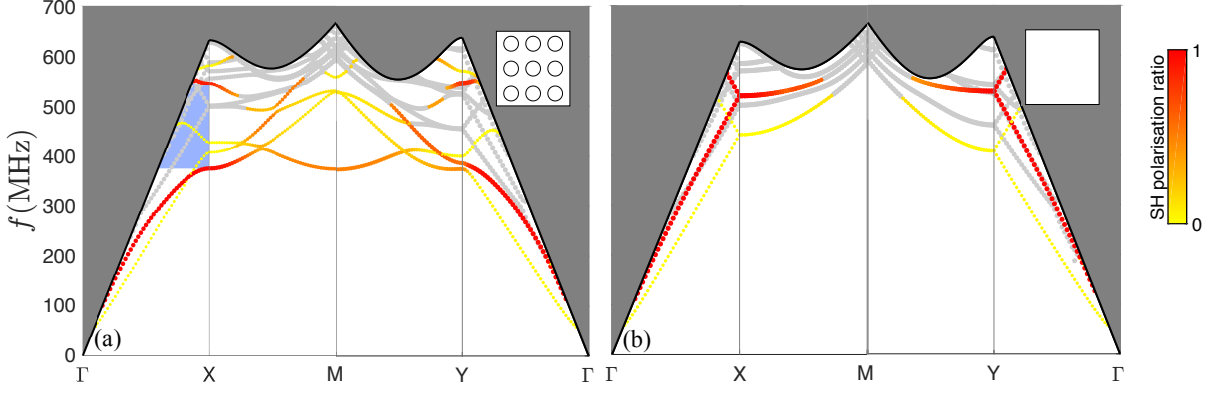 700
600
500
400
300
200
100
0
f (MHz)
(a)
Γ X M Y Γ
(b)
Γ X M Y Γ
1
0
SH polarisation ratio